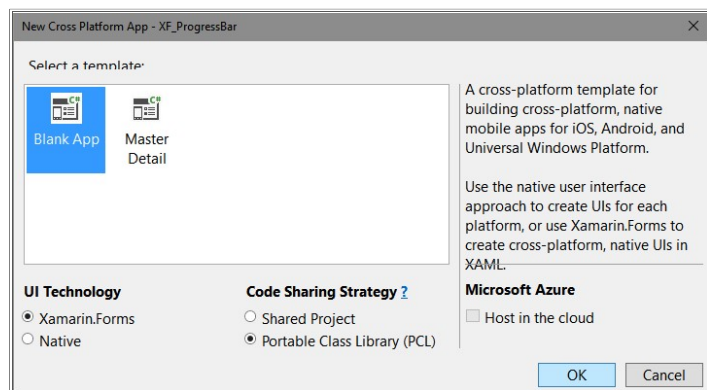 New Cross Platform App - XF_ProgressBar
Select a template:
C#
Blank App
C#
Master
Detail
A cross-platform template for
building cross-platform, native
mobile apps for iOS, Android, and
Universal Windows Platform.
Use the native user interface
approach to create UIs for each
platform, or use Xamarin.Forms to
create cross-platform, native UIs in
XAML.
UI Technology
Xamarin.Forms
Native
Code Sharing Strategy ?
Shared Project
Portable Class Library (PCL)
Microsoft Azure
Host in the cloud
OK
Cancel